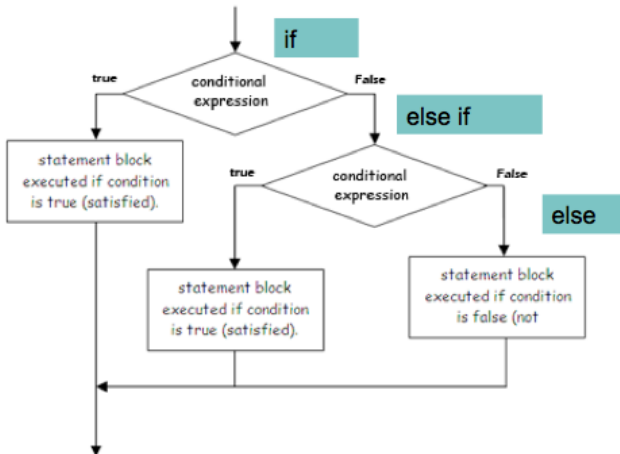 if
true
conditional
expression
False
else if
statement block
executed if condition
is true (satisfied).
true
conditional
expression
False
else
statement block
executed if condition
is true (satisfied).
statement block
executed if condition
is false (not